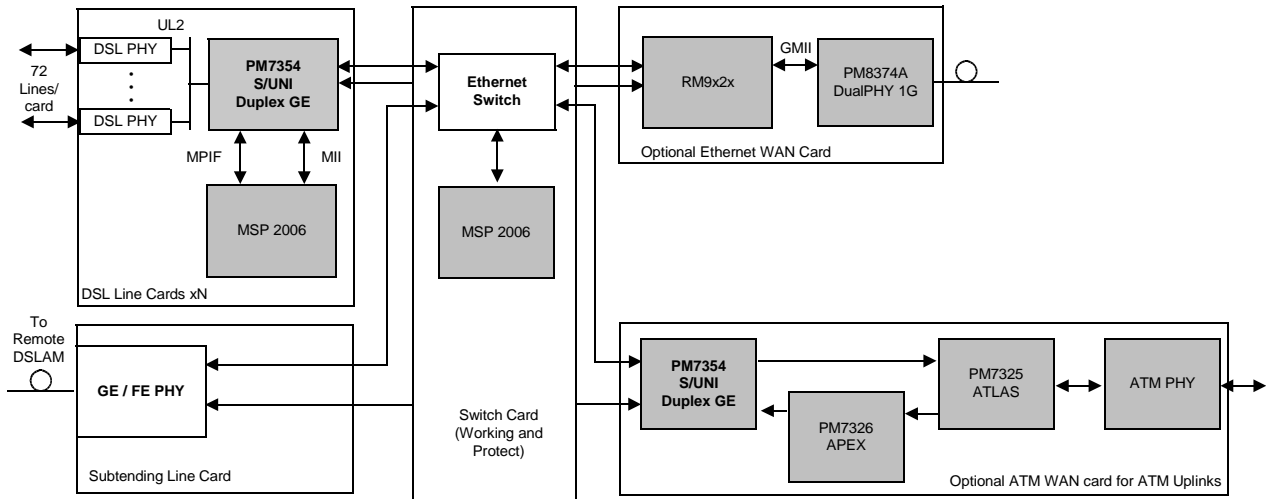 UL2
DSL PHY
72
Lines/
card
DSL PHY
PM7354
S/UNI
Duplex GE
MPIF
MII
MSP 2006
DSL Line Cards xN
Ethernet
Switch
MSP 2006
RM9x2x
GMII
PM8374A
DualPHY 1G
Optional Ethernet WAN Card
To
Remote
DSLAM
GE / FE PHY
Subtending Line Card
Switch Card
(Working and
Protect)
PM7354
S/UNI
Duplex GE
PM7326
APEX
PM7325
ATLAS
ATM PHY
Optional ATM WAN card for ATM Uplinks